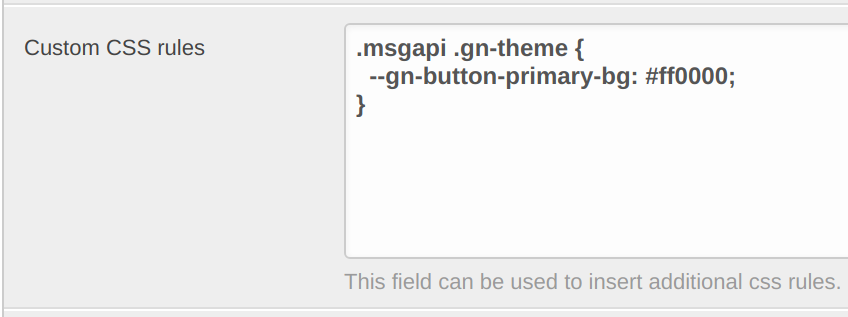 Custom CSS rules
.msgapi .gn-theme {
--gn-button-primary-bg: #ff0000;
}
This field can be used to insert additional css rules.